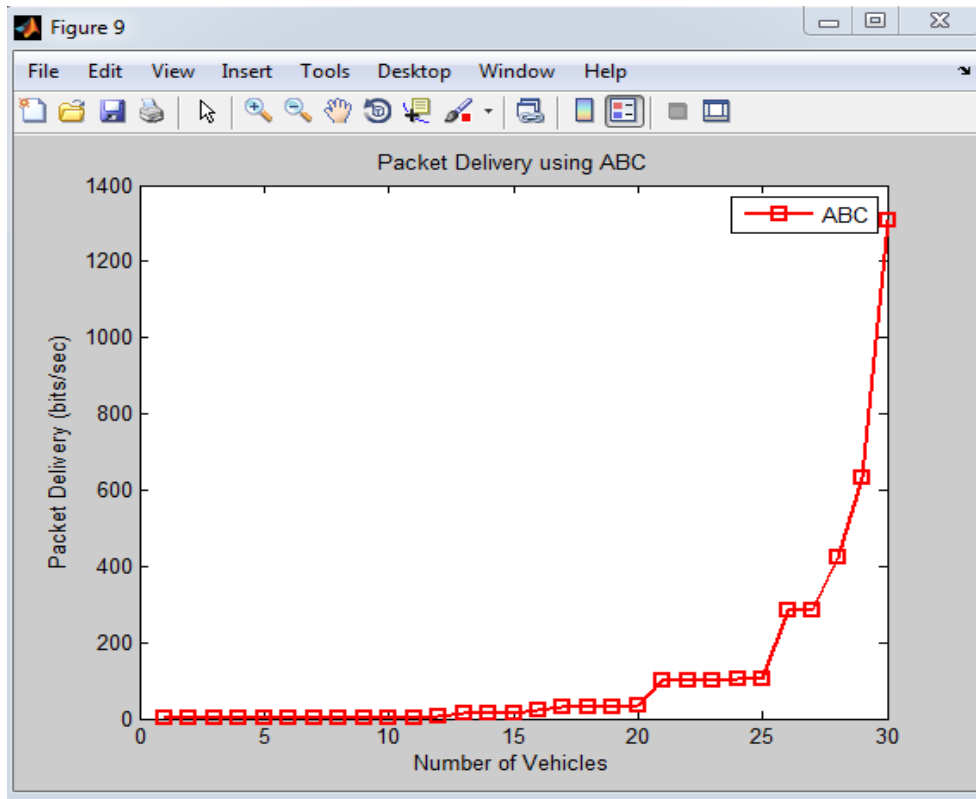 Figure 9
File Edit View Insert Tools Desktop Window Help
Packet Delivery using ABC
ABC
Packet Delivery (bits/sec)
1400
1200
1000
800
600
400
200
0
0 5 10 15 20 25 30
Number of Vehicles